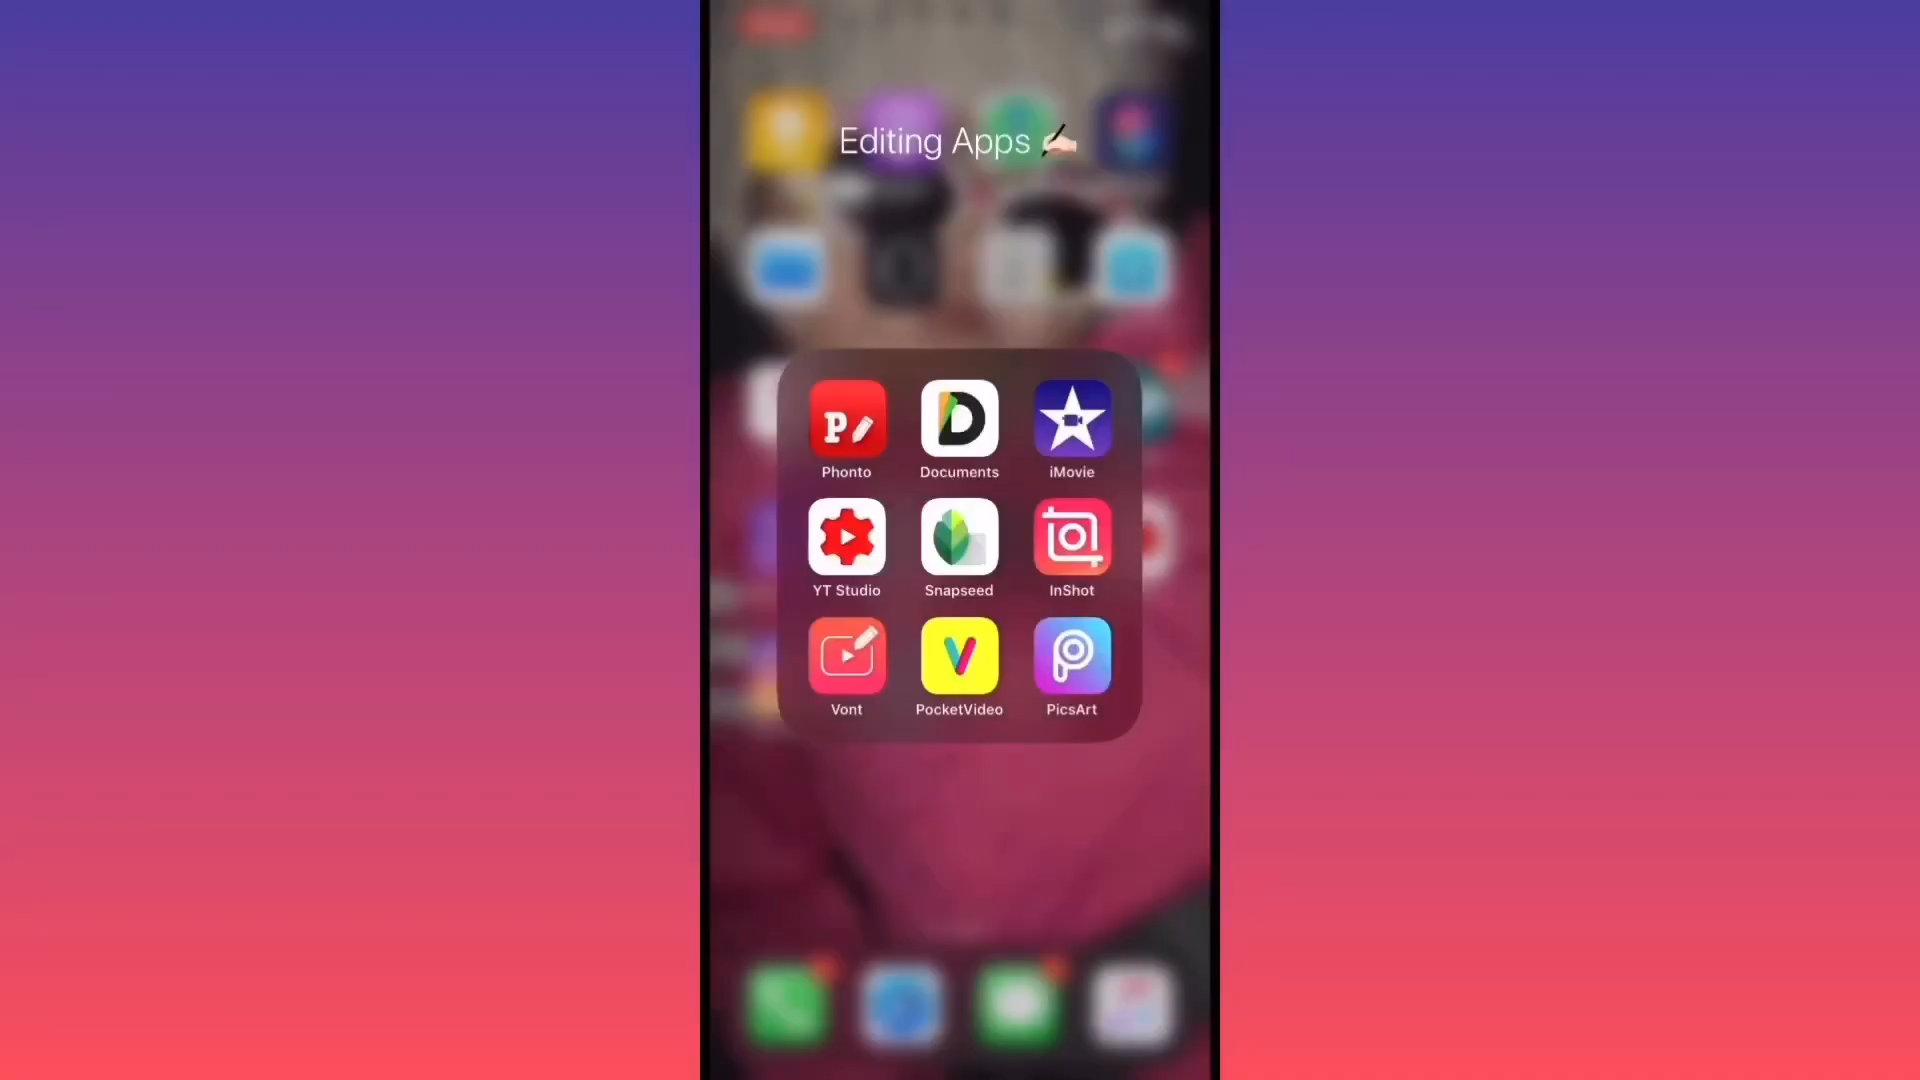 Editing Apps ✍🏻
Phonto Documents iMovie
YT Studio Snapseed InShot
Vont PocketVideo PicsArt